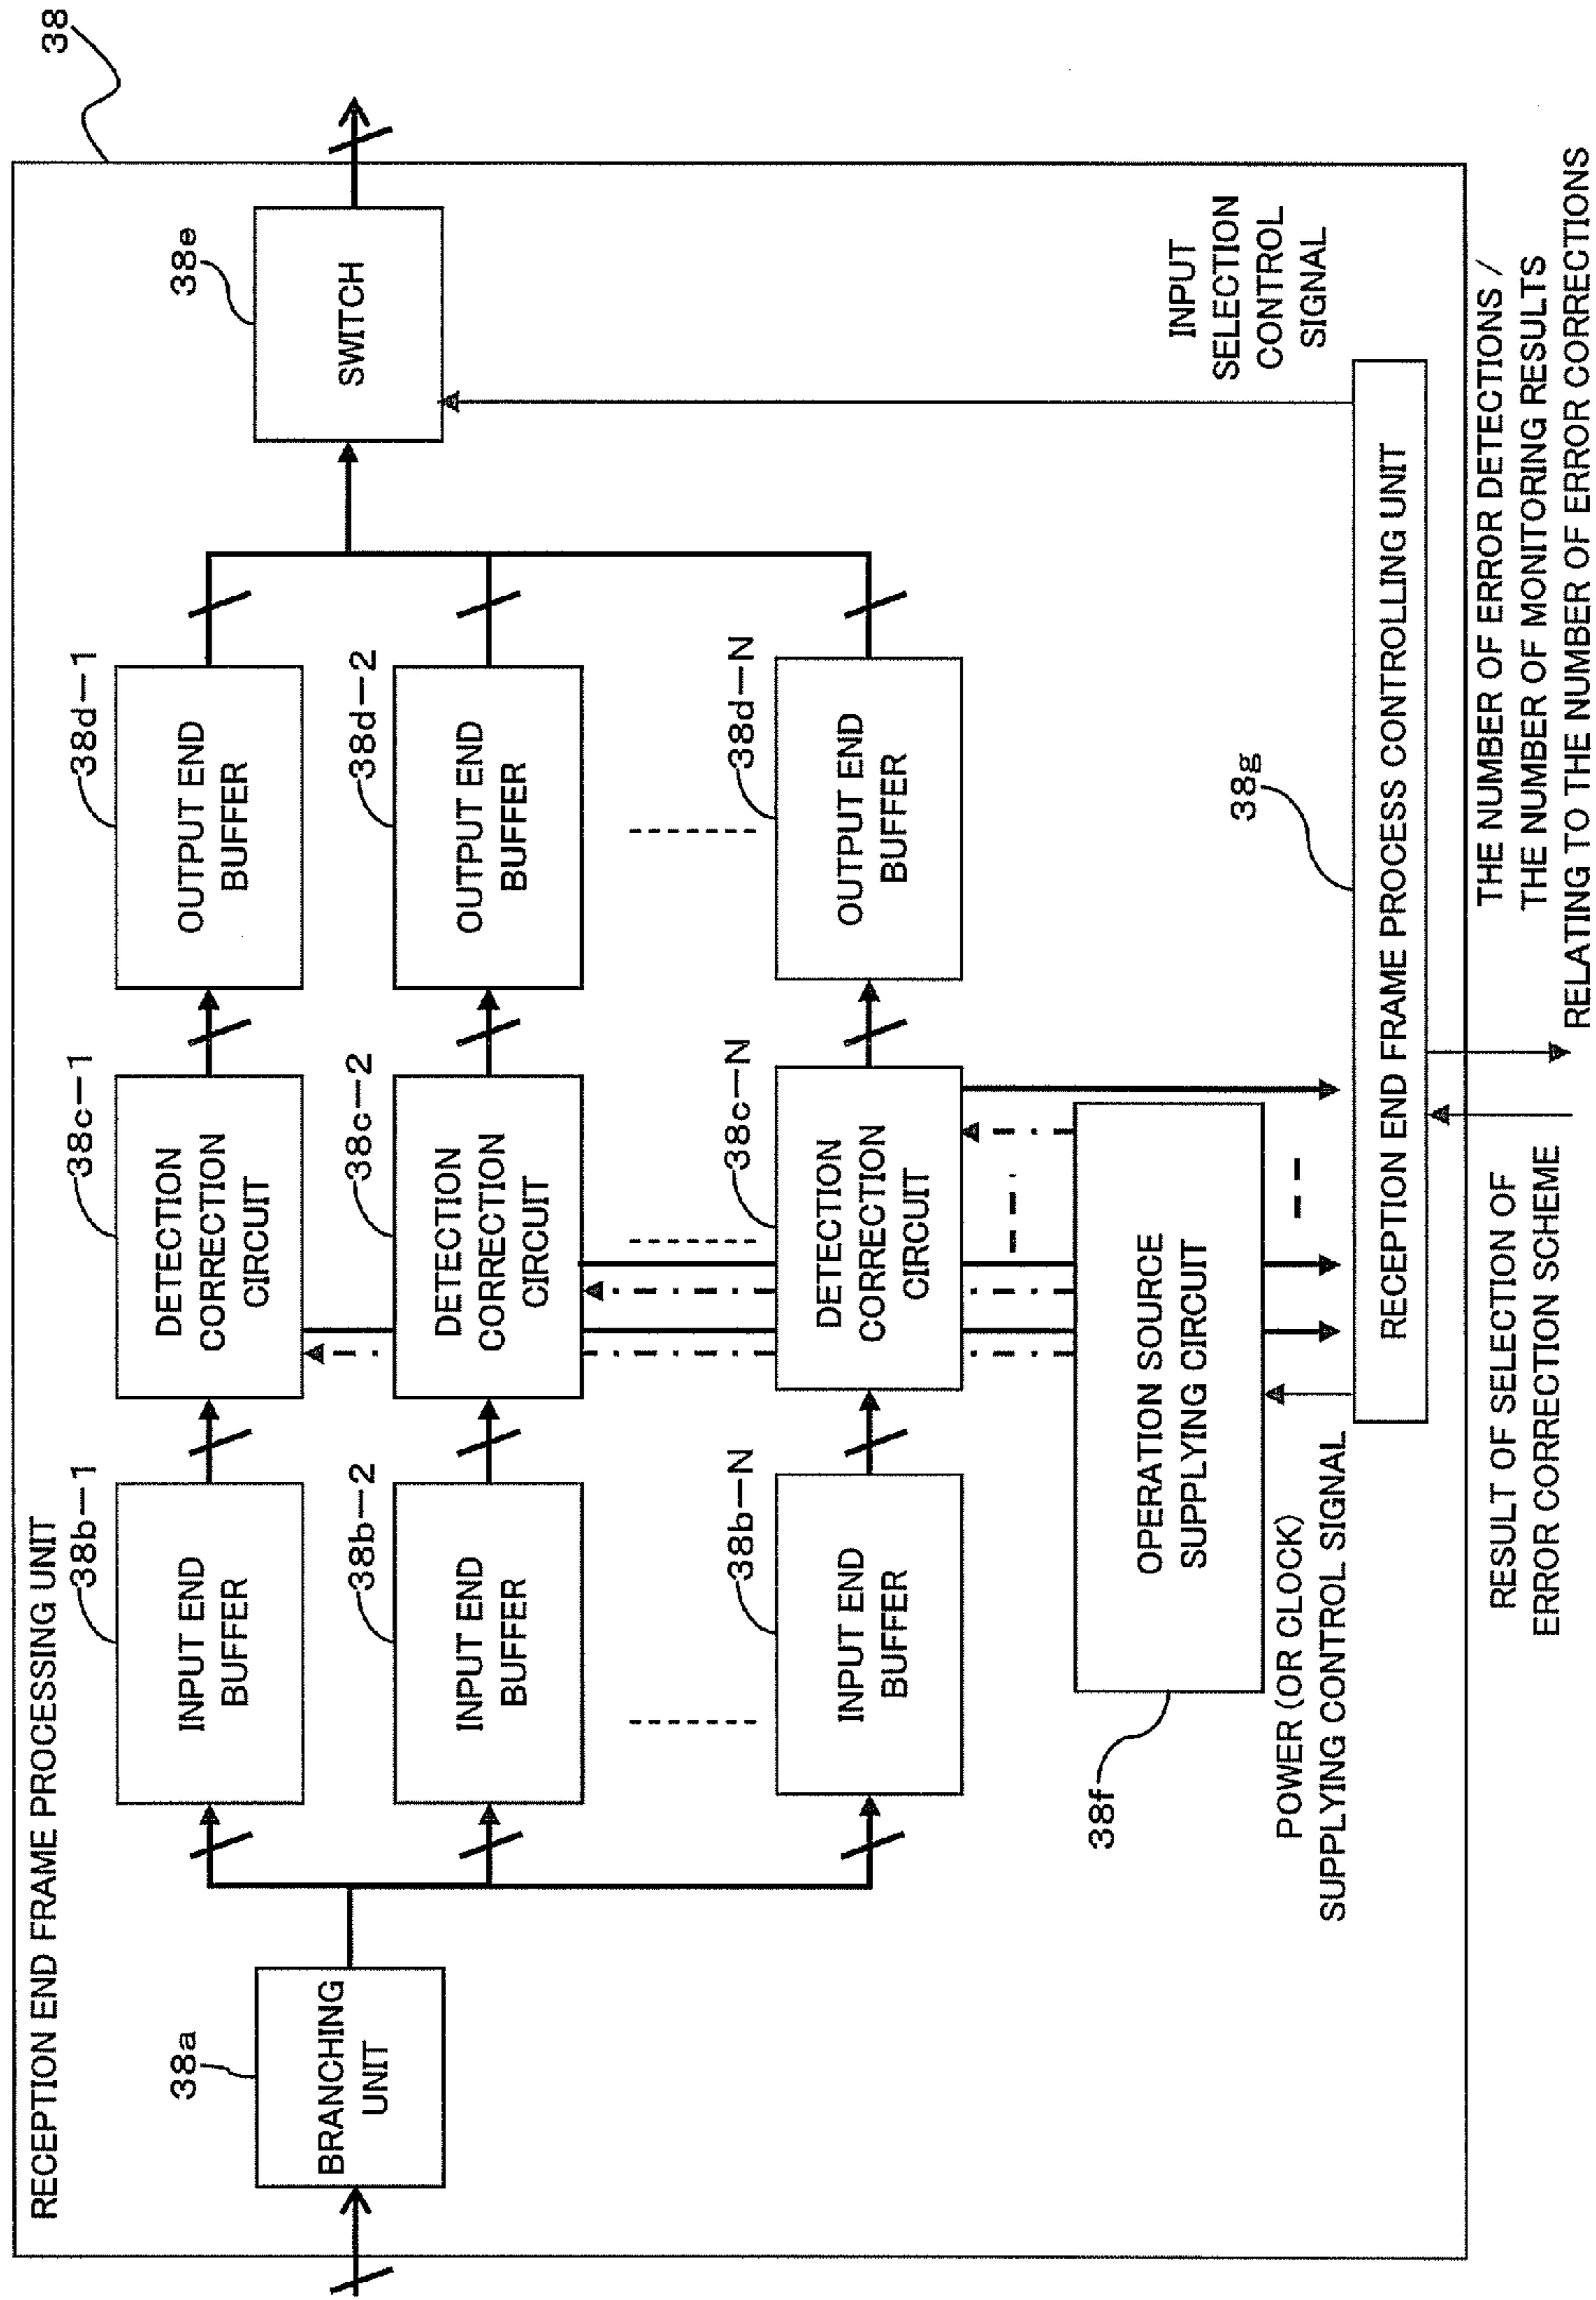 RECEPTION END FRAME PROCESSING UNIT
38
38a
BRANCHING
UNIT
38b—1
INPUT END
BUFFER
38c—1
DETECTION
CORRECTION
CIRCUIT
38d—1
OUTPUT END
BUFFER
38e
SWITCH
38b—2
INPUT END
BUFFER
38c—2
DETECTION
CORRECTION
CIRCUIT
38d—2
OUTPUT END
BUFFER
38b—N
INPUT END
BUFFER
38c—N
DETECTION
CORRECTION
CIRCUIT
38d—N
OUTPUT END
BUFFER
38f
OPERATION SOURCE
SUPPLYING CIRCUIT
INPUT
SELECTION
CONTROL
SIGNAL
POWER (OR CLOCK)
SUPPLYING CONTROL SIGNAL
38g
RECEPTION END FRAME PROCESS CONTROLLING UNIT
RESULT OF SELECTION OF
ERROR CORRECTION SCHEME
THE NUMBER OF ERROR DETECTIONS /
THE NUMBER OF MONITORING RESULTS
RELATING TO THE NUMBER OF ERROR CORRECTIONS